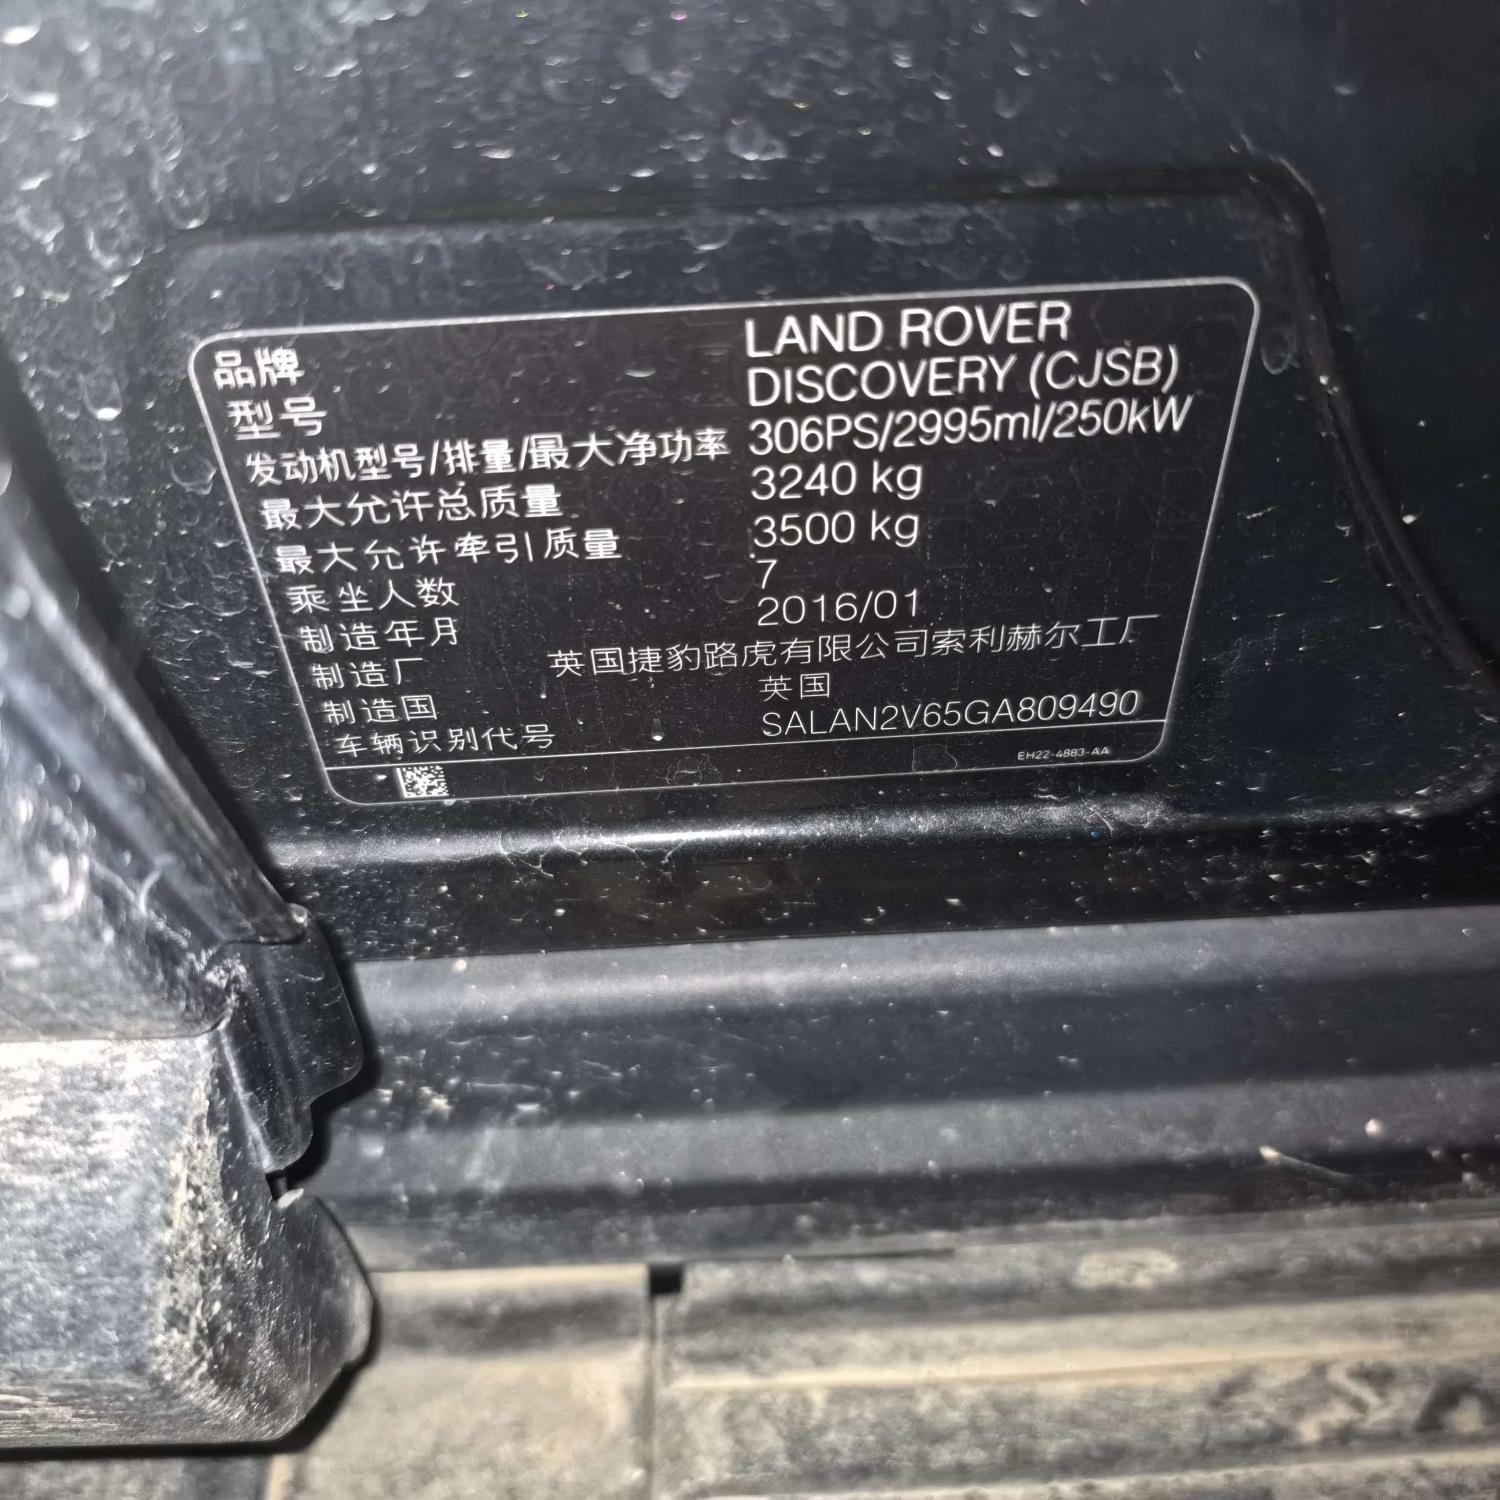 品牌 LAND ROVER
型号 DISCOVERY (CJSB)
发动机型号/排量/最大净功率 306PS/2995ml/250kW
最大允许总质量 3240 kg
最大允许牵引质量 3500 kg
乘坐人数 7
制造年月 2016/01
制造厂 英国捷豹路虎有限公司索利赫尔工厂
制造国 英国
车辆识别代号 SALAN2V65GA809490
EH22-4883-AA